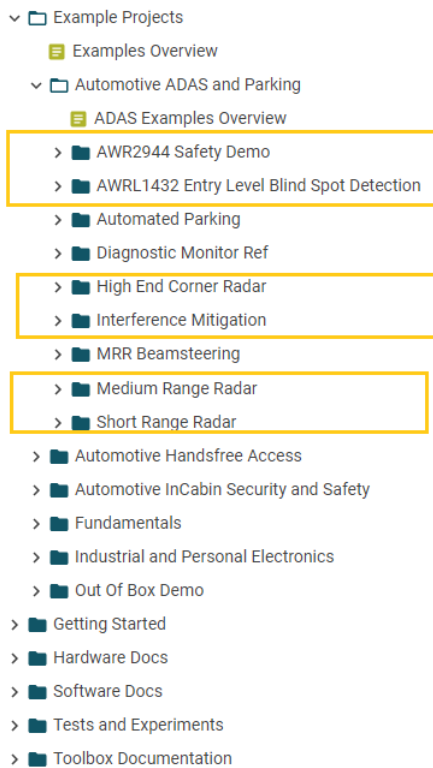 Example Projects
Examples Overview
Automotive ADAS and Parking
ADAS Examples Overview
AWR2944 Safety Demo
AWRL1432 Entry Level Blind Spot Detection
Automated Parking
Diagnostic Monitor Ref
High End Corner Radar
Interference Mitigation
MRR Beamsteering
Medium Range Radar
Short Range Radar
Automotive Handsfree Access
Automotive InCabin Security and Safety
Fundamentals
Industrial and Personal Electronics
Out Of Box Demo
Getting Started
Hardware Docs
Software Docs
Tests and Experiments
Toolbox Documentation